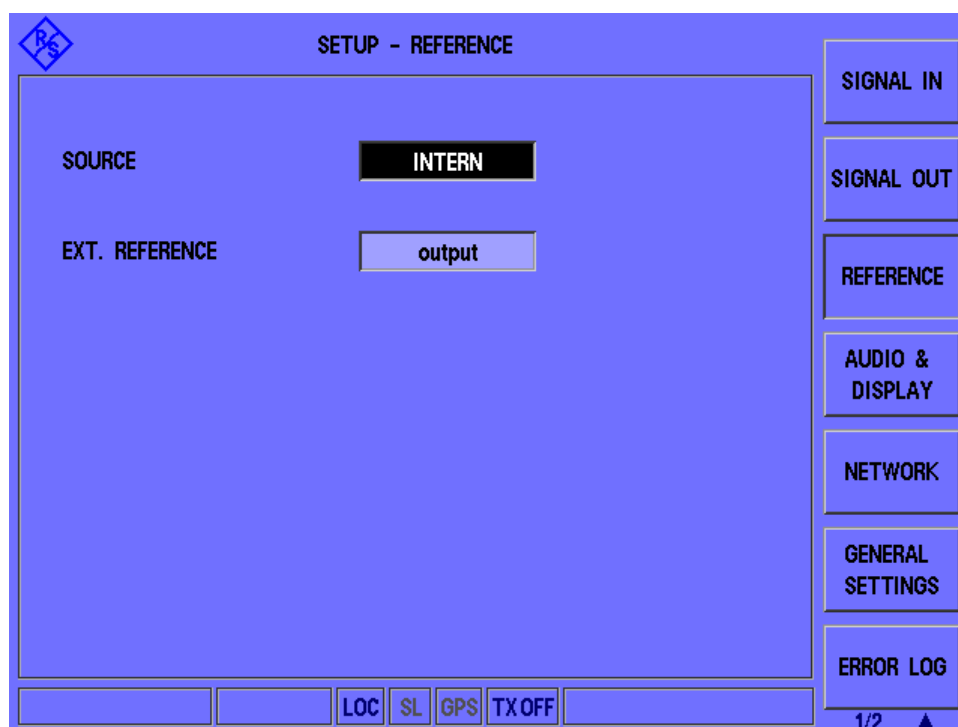 R&S
SETUP - REFERENCE
SOURCE
INTERN
EXT. REFERENCE
output
SIGNAL IN
SIGNAL OUT
REFERENCE
AUDIO &
DISPLAY
NETWORK
GENERAL
SETTINGS
ERROR LOG
LOC
SL
GPS
TX OFF
1/2